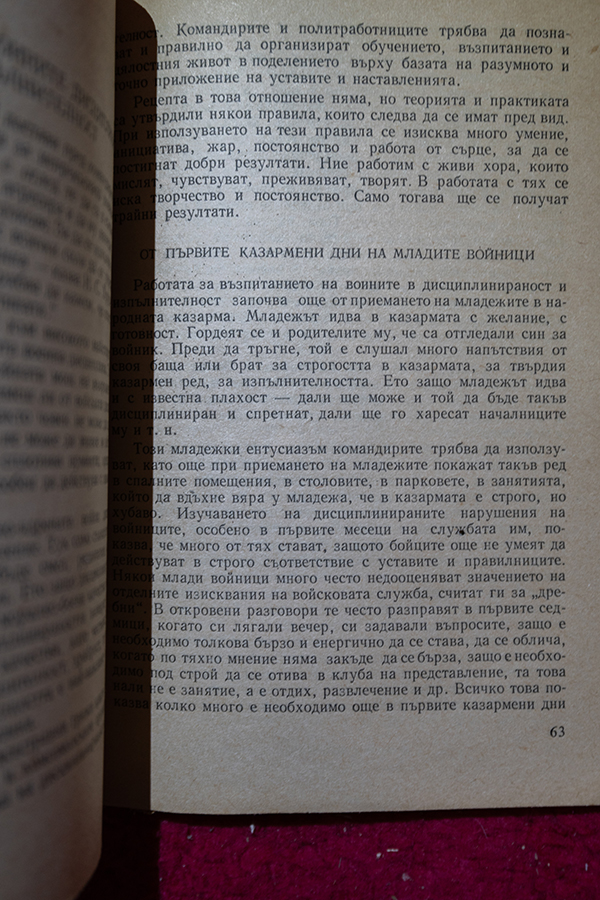 елност. Командирите и политработниците трябва да позна-
ват и правилно да организират обучението, възпитанието и
цялостния живот в поделението върху базата на разумното и
точно приложение на уставите и наставленията.
Рецепта в това отношение няма, но теорията и практиката
са утвърдили някои правила, които следва да се имат пред вид.
При използуването на тези правила се изисква много умение,
инициатива, жар, постоянство и работа от сърце, за да се
постигнат добри резултати. Ние работим с живи хора, които
мислят, чувствуват, преживяват, творят. В работата с тях се
иска творчество и постоянство. Само тогава ще се получат
трайни резултати.
ОТ ПЪРВИТЕ КАЗАРМЕНИ ДНИ НА МЛАДИТЕ ВОЙНИЦИ
Работата за възпитанието на воините в дисциплинираност и
изпълнителност започва още от приемането на младежите в на-
родната казарма. Младежът идва в казармата с желание, с
готовност. Гордеят се и родителите му, че са отгледали син за
войник. Преди да тръгне, той е слушал много напътствия от
своя баща или брат за строгостта в казармата, за твърдия
казармен ред, за изпълнителността. Ето защо младежът идва
и с известна плахост — дали ще може и той да бъде такъв
дисциплиниран и спретнат, дали ще го харесат началниците
му и т. н.
Този младежки ентусиазъм командирите трябва да използу-
ват, като още при приемането на младежите покажат такъв ред
в спалните помещения, в столовите, в парковете, в занятията,
който да вдъхне вяра у младежа, че в казармата е строго, но
хубаво. Изучаването на дисциплинираните нарушения на
войниците, особено в първите месеци на службата им, по-
казва, че много от тях стават, защото бойците още не умеят да
действуват в строго съответствие с уставите и правилниците.
Някои млади войници много често недооценяват значението на
отделните изисквания на войсковата служба, считат ги за „дре-
бни". В откровени разговори те често разправят в първите сед-
мици, когато си лягали вечер, си задавали въпросите, защо е
необходимо толкова бързо и енергично да се става, да се облича,
когато по тяхно мнение няма закъде да се бърза, защо е необхо-
димо под строй да се отива в клуба на представление, та това
нали не е занятие, а е отдих, развлечение и др. Всичко това по-
казва колко много е необходимо още в първите казармени дни
63